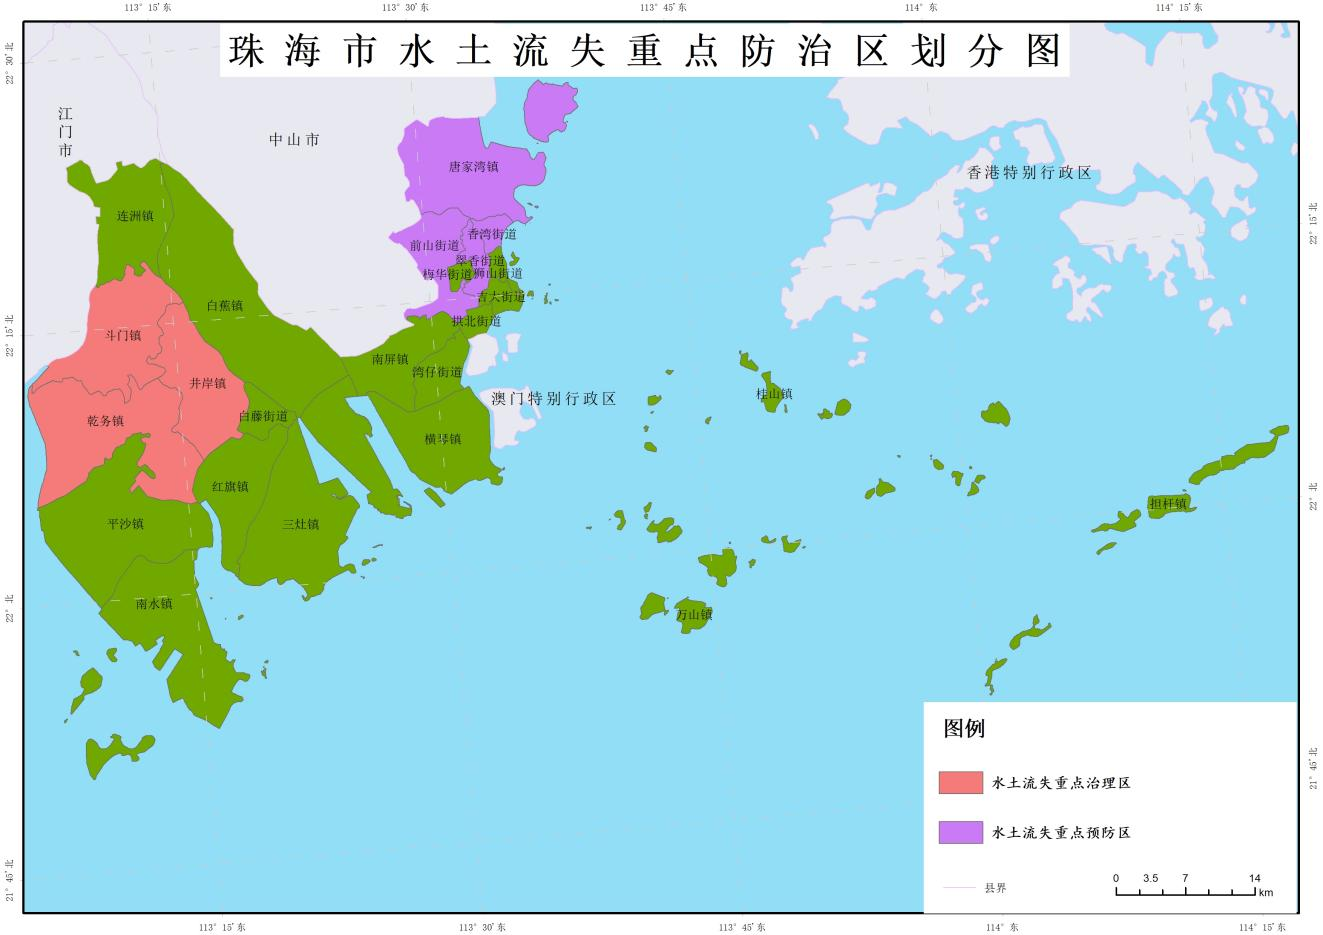 113° 15′ 东
113° 30′ 东
113° 45′ 东
114° 东
114° 15′ 东
珠海市水土流失重点防治区划分图
22° 30′ 北
江门市
中山市
唐家湾镇
香港特别行政区
连洲镇
香湾街道
前山街道
22° 15′ 北
翠香街道
梅华街道
狮山街道
吉大街道
白蕉镇
拱北街道
斗门镇
22° 15′ 北
南屏镇
湾仔街道
井岸镇
桂山镇
澳门特别行政区
白藤街道
乾务镇
横琴镇
红旗镇
22° 北
担杆镇
平沙镇
三灶镇
南水镇
22° 北
万山镇
图例
水土流失重点治理区
21° 45′ 北
水土流失重点预防区
县界
0 3.5 7 14
km
21° 45′ 北
113° 15′ 东
113° 30′ 东
113° 45′ 东
114° 东
114° 15′ 东